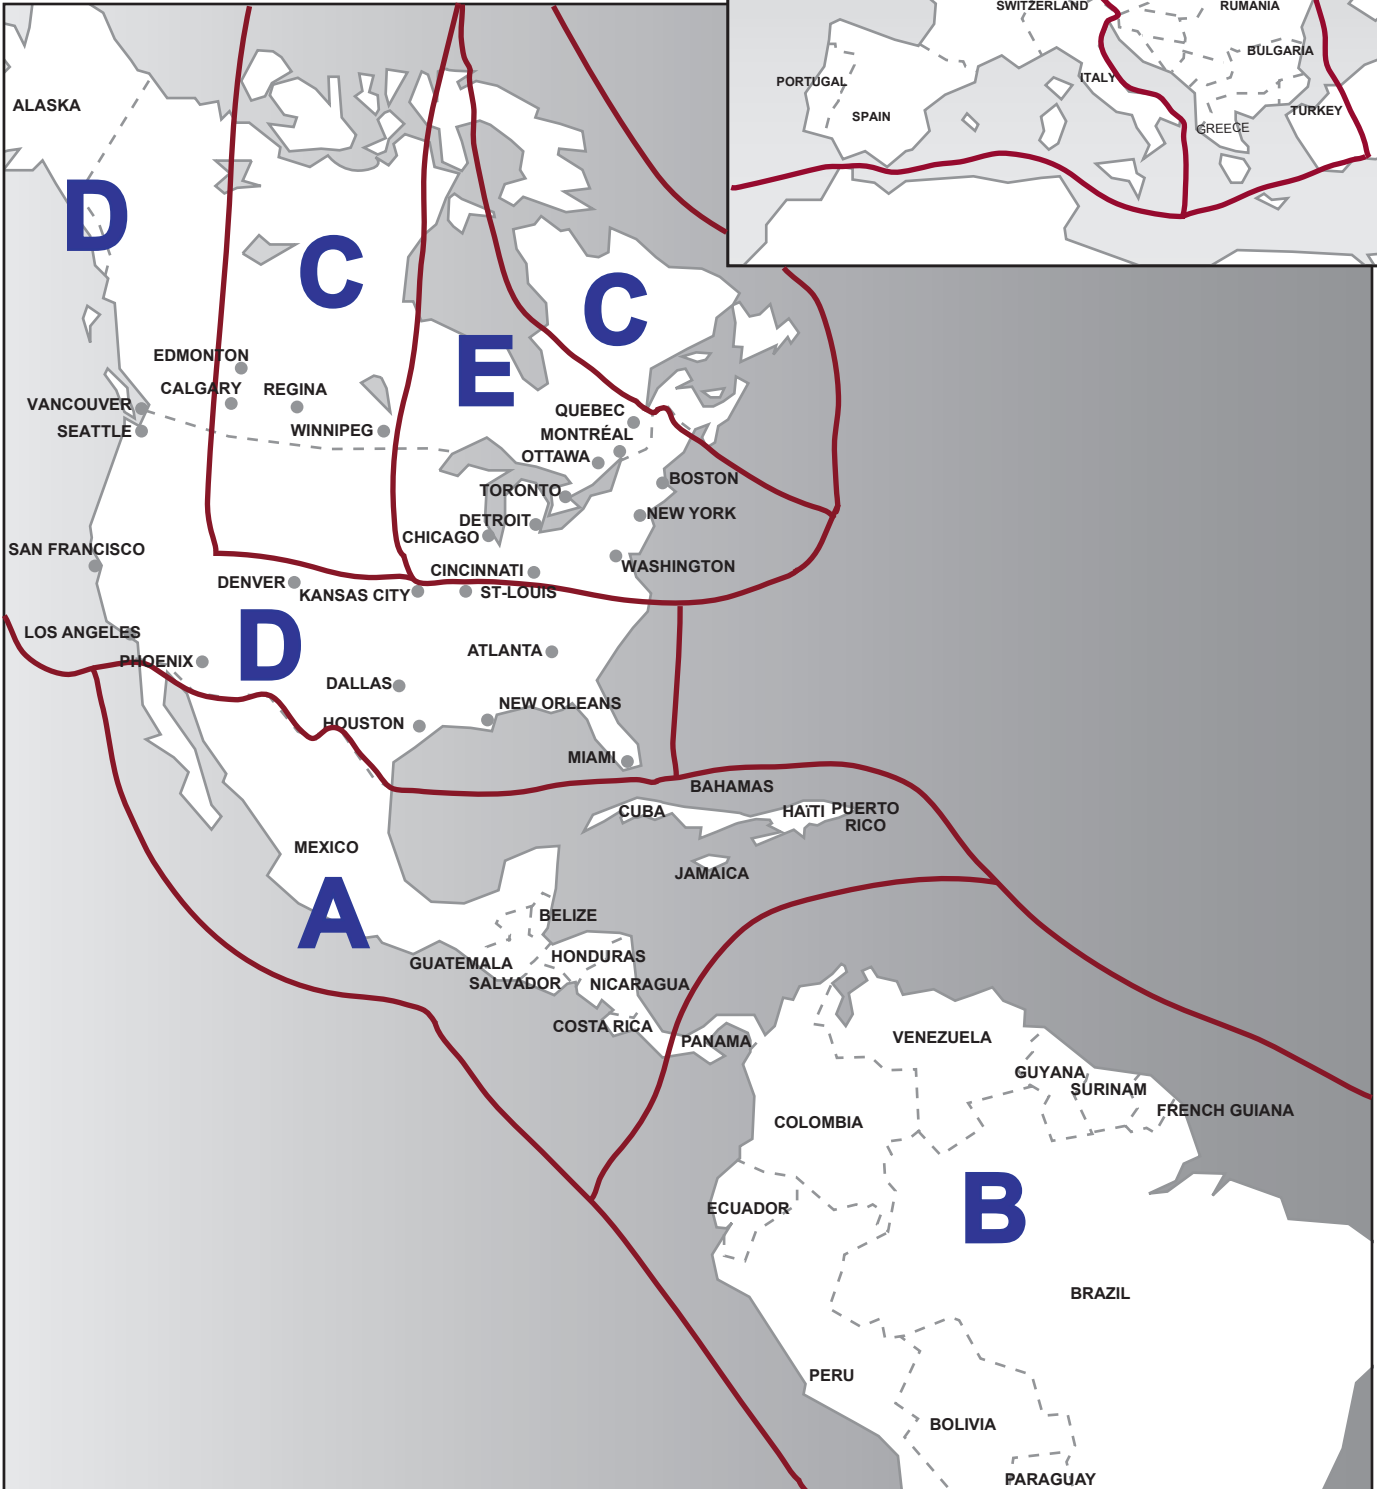 SWITZERLAND
RUMANIA
BULGARIA
PORTUGAL
ITALY
SPAIN
TURKEY
GREECE
ALASKA
D
C
C
E
EDMONTON
CALGARY
REGINA
VANCOUVER
SEATTLE
WINNIPEG
QUEBEC
MONTRÉAL
OTTAWA
TORONTO
BOSTON
DETROIT
NEW YORK
CHICAGO
SAN FRANCISCO
CINCINNATI
WASHINGTON
DENVER
KANSAS CITY
ST-LOUIS
LOS ANGELES
D
PHOENIX
ATLANTA
DALLAS
HOUSTON
NEW ORLEANS
MIAMI
BAHAMAS
CUBA
HAïTI
PUERTO
RICO
MEXICO
JAMAICA
A
BELIZE
GUATEMALA
HONDURAS
SALVADOR
NICARAGUA
COSTA RICA
PANAMA
VENEZUELA
GUYANA
SURINAM
FRENCH GUIANA
COLOMBIA
ECUADOR
B
BRAZIL
PERU
BOLIVIA
PARAGUAY